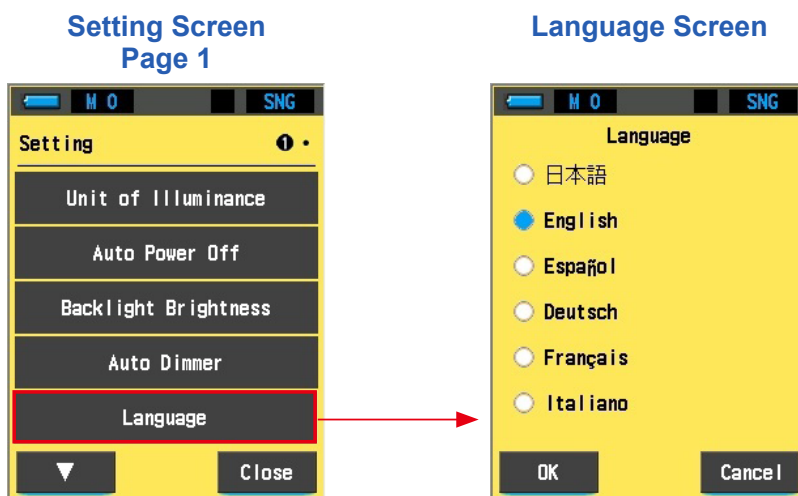 Setting Screen
Page 1
M 0 SNG
Setting ❶ ·
Unit of Illuminance
Auto Power Off
Backlight Brightness
Auto Dimmer
Language
▼ Close
Language Screen
M 0 SNG
Language
日本語
English
Español
Deutsch
Français
Italiano
OK Cancel